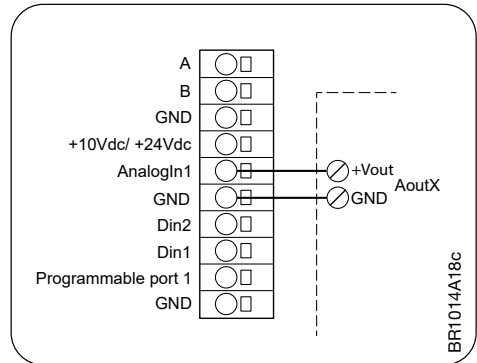 A
B
GND
+10Vdc/ +24Vdc
AnalogIn1
GND
Din2
Din1
Programmable port 1
GND
+Vout
AoutX
GND
BR1014A18c